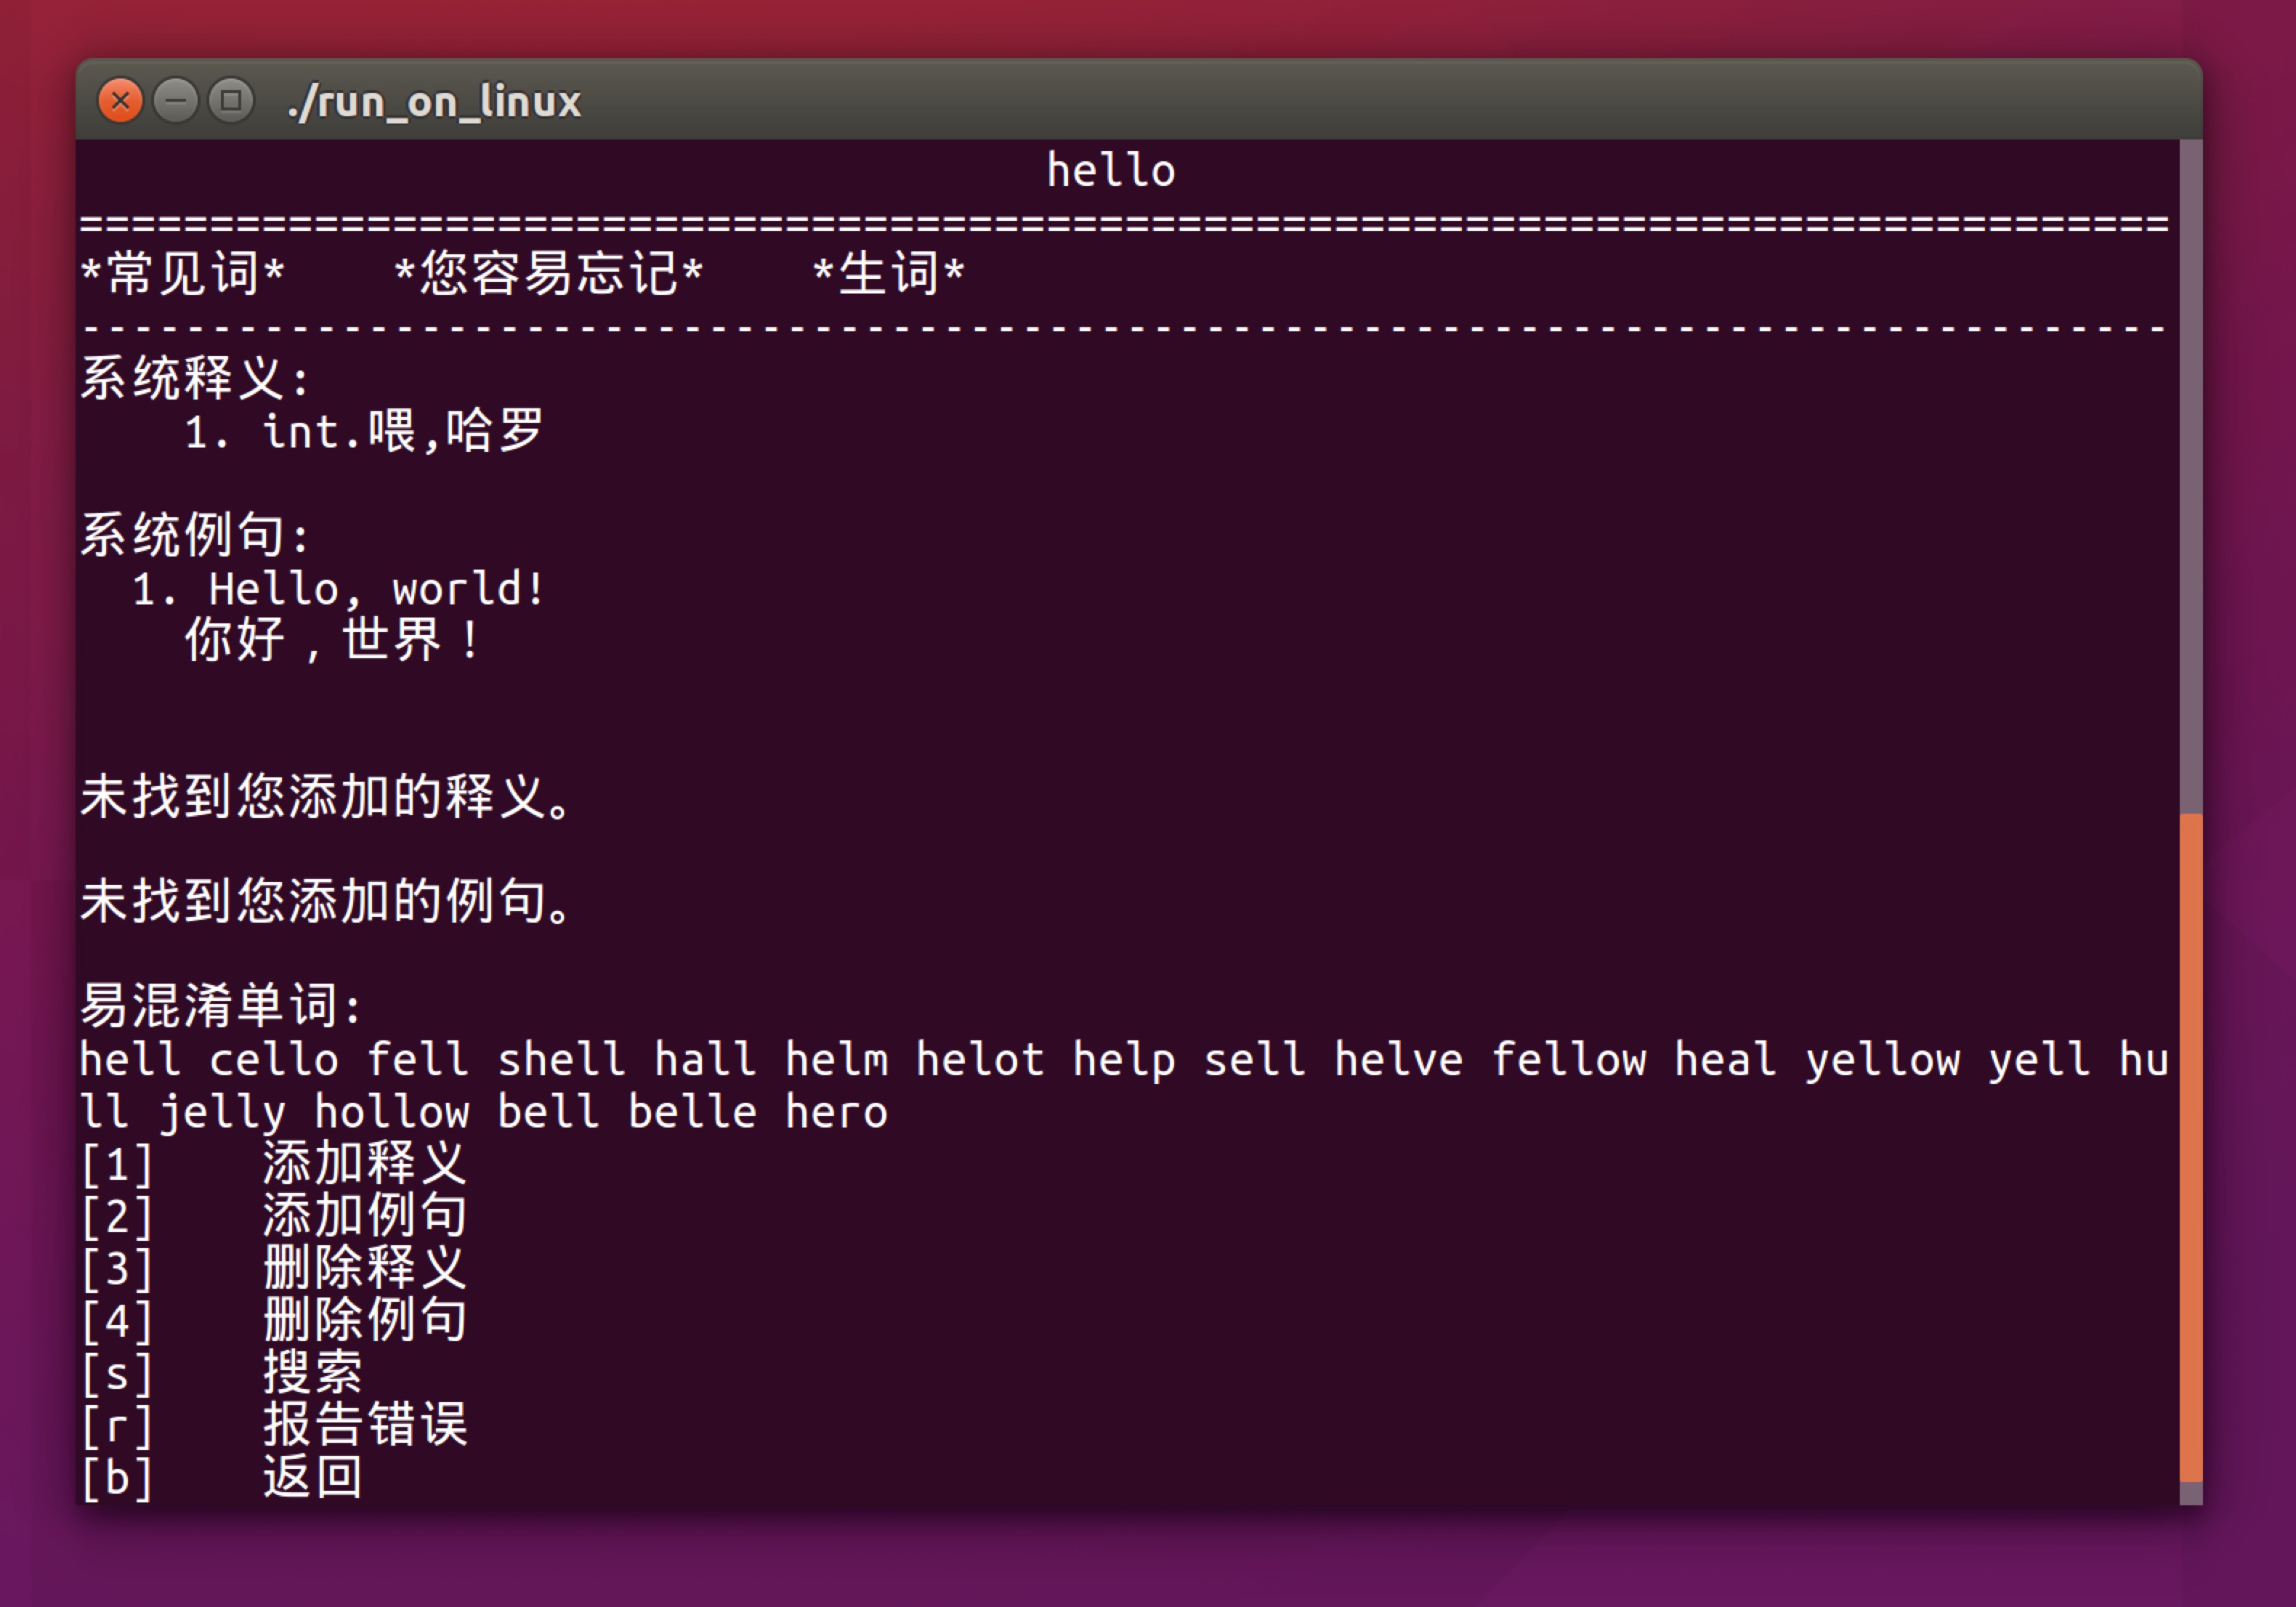 ./run_on_linux
hello
================================================================================
*常见词*    *您容易忘记*    *生词*
--------------------------------------------------------------------------------
系统释义:
1. int.喂,哈罗
系统例句:
1. Hello, world!
你好，世界！
未找到您添加的释义。
未找到您添加的例句。
易混淆单词:
hell cello fell shell hall helm helot help sell helve fellow heal yellow yell hu
ll jelly hollow bell belle hero
[1]    添加释义
[2]    添加例句
[3]    删除释义
[4]    删除例句
[s]    搜索
[r]    报告错误
[b]    返回